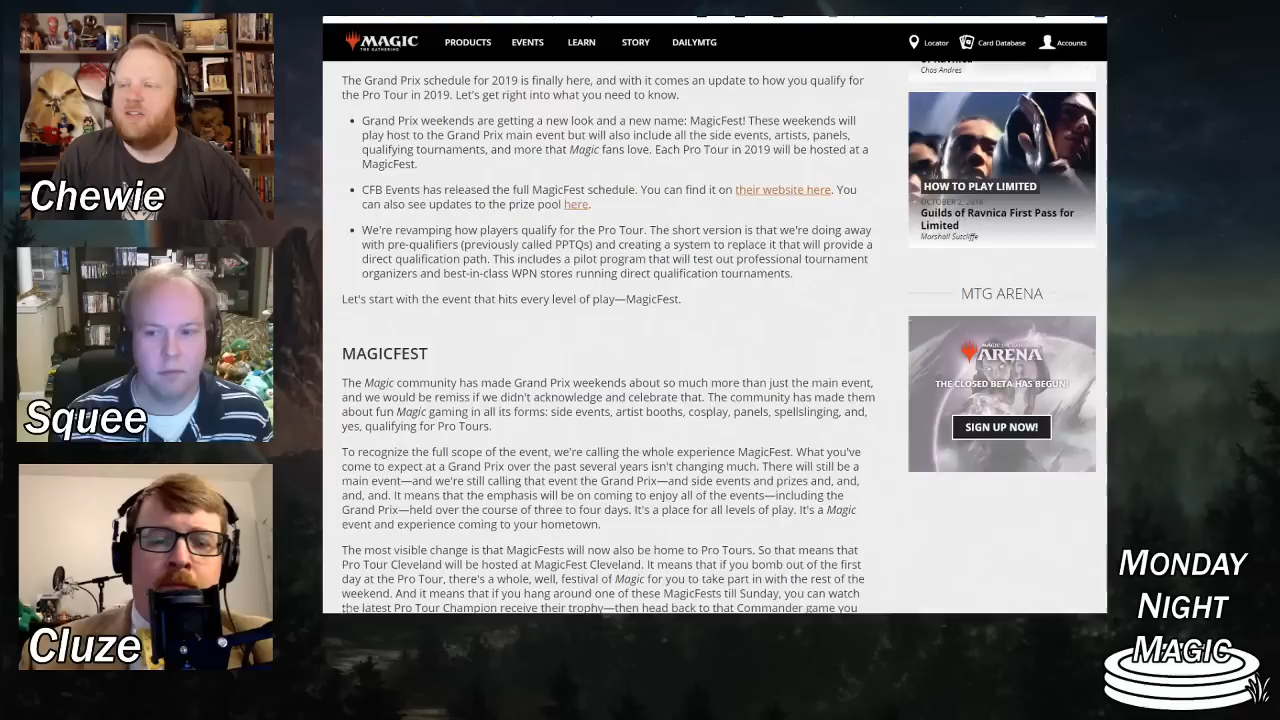 Chewie
Squee
Cluze
MAGIC
THE GATHERING
PRODUCTS EVENTS LEARN STORY DAILYMTG
Locator Card Database Accounts
The Grand Prix schedule for 2019 is finally here, and with it comes an update to how you qualify for
the Pro Tour in 2019. Let's get right into what you need to know.
• Grand Prix weekends are getting a new look and a new name: MagicFest! These weekends will
play host to the Grand Prix main event but will also include all the side events, artists, panels,
qualifying tournaments, and more that Magic fans love. Each Pro Tour in 2019 will be hosted at a
MagicFest.
• CFB Events has released the full MagicFest schedule. You can find it on their website here. You
can also see updates to the prize pool here.
• We're revamping how players qualify for the Pro Tour. The short version is that we're doing away
with pre-qualifiers (previously called PPTQs) and creating a system to replace it that will provide a
direct qualification path. This includes a pilot program that will test out professional tournament
organizers and best-in-class WPN stores running direct qualification tournaments.
Let's start with the event that hits every level of play—MagicFest.
MAGICFEST
The Magic community has made Grand Prix weekends about so much more than just the main event,
and we would be remiss if we didn't acknowledge and celebrate that. The community has made them
about fun Magic gaming in all its forms: side events, artist booths, cosplay, panels, spellslinging, and,
yes, qualifying for Pro Tours.
To recognize the full scope of the event, we're calling the whole experience MagicFest. What you've
come to expect at a Grand Prix over the past several years isn't changing much. There will still be a
main event—and we're still calling that event the Grand Prix—and side events and prizes and, and,
and, and. It means that the emphasis will be on coming to enjoy all of the events—including the
Grand Prix—held over the course of three to four days. It's a place for all levels of play. It's a Magic
event and experience coming to your hometown.
The most visible change is that MagicFests will now also be home to Pro Tours. So that means that
Pro Tour Cleveland will be hosted at MagicFest Cleveland. It means that if you bomb out of the first
day at the Pro Tour, there's a whole, well, festival of Magic for you to take part in with the rest of the
weekend. And it means that if you hang around one of these MagicFests till Sunday, you can watch
the latest Pro Tour Champion receive their trophy—then head back to that Commander game you
of Ravnica
Chas Andres
HOW TO PLAY LIMITED
OCTOBER 2, 2018
Guilds of Ravnica First Pass for
Limited
Marshall Sutcliffe
MTG ARENA
MAGIC THE GATHERING
ARENA
THE CLOSED BETA HAS BEGUN!
SIGN UP NOW!
MONDAY
NIGHT
MAGIC